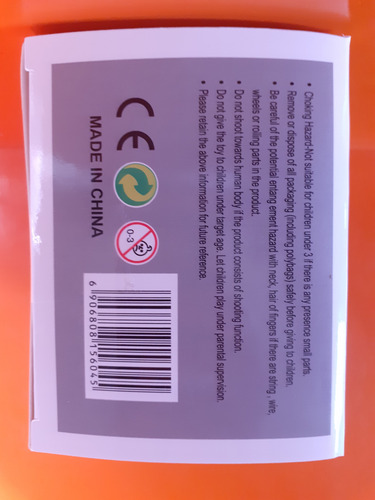 • Choking Hazard-Not suitable for children under 3 if there is any presence small parts.
• Remove or dispose of all packaging (including polybags) safely before giving to children.
• Be careful of the potential entang ement hazard with neck, hair of fingers if there are string , wire,
wheels or rolling parts in the product.
• Do not shoot towards human body if the product consists of shooting function.
• Do not give the toy to children under target age. Let children play under parental supervision.
• Please retain the above information for future reference.
CE
0-3
MADE IN CHINA
6 906808 156045